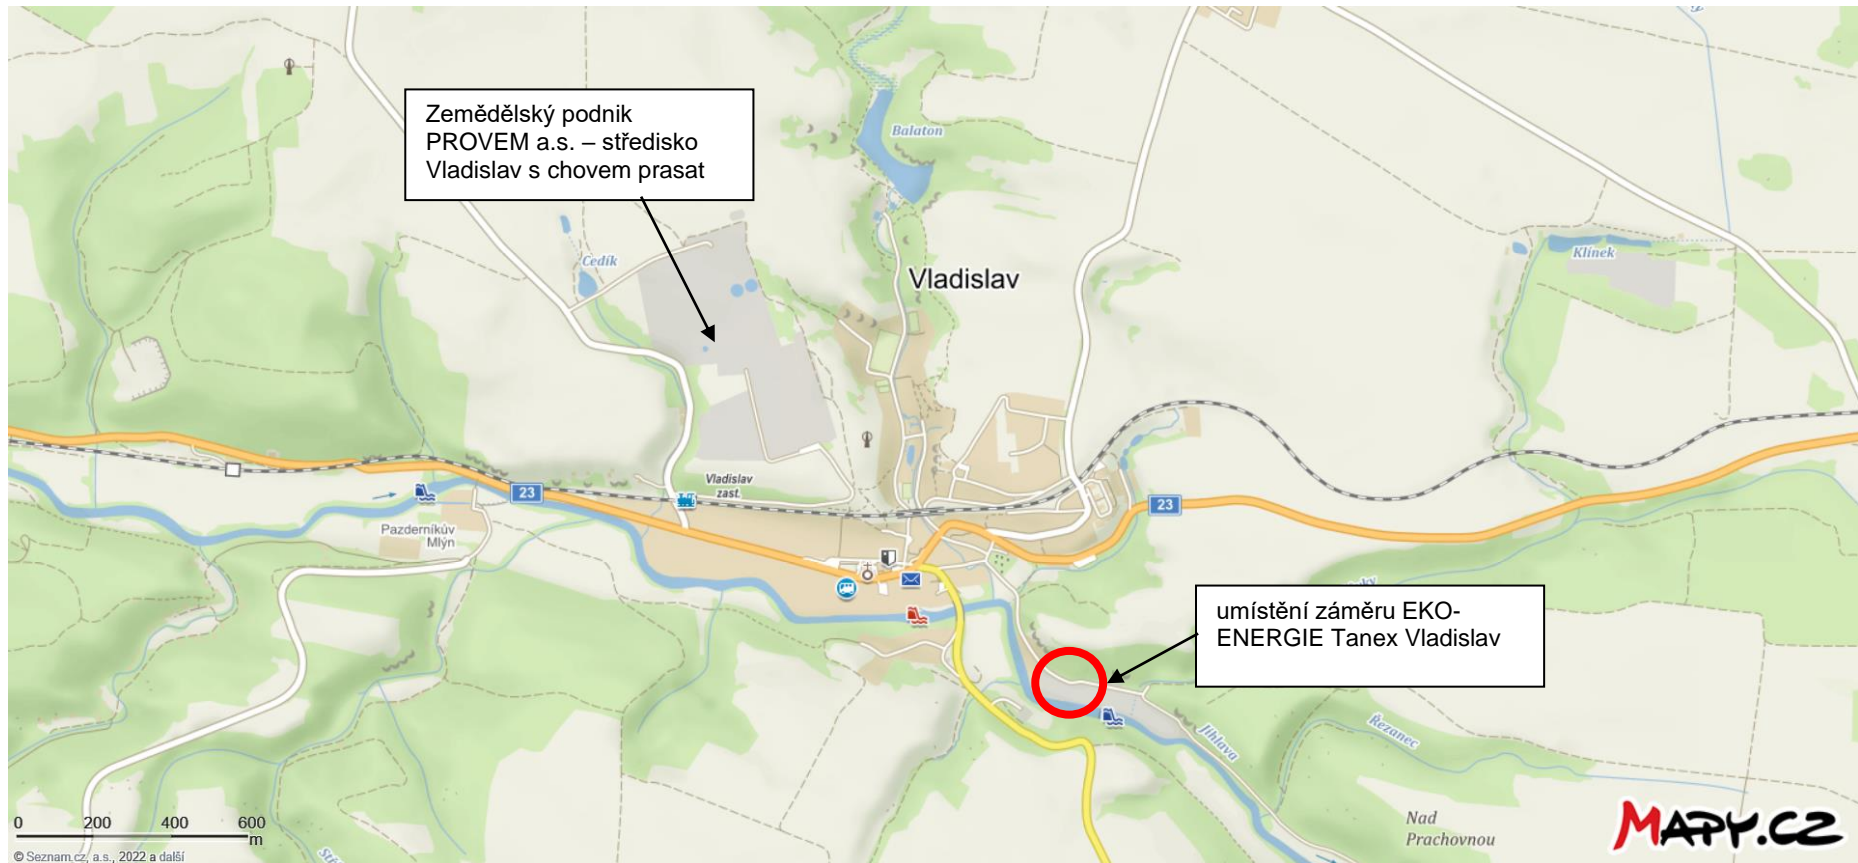 Zemědělský podnik
PROVEM a.s. – středisko
Vladislav s chovem prasat
Balaton
Cedík
Vladislav
Klínek
Vladislav
zast.
23
23
Pazderníkův
Mlýn
umístění záměru EKO-
ENERGIE Tanex Vladislav
Jihlava
Řezanec
Nad
Prachovnou
0 200 400 600
m
© Seznam.cz, a.s., 2022 a další
MAPY.CZ